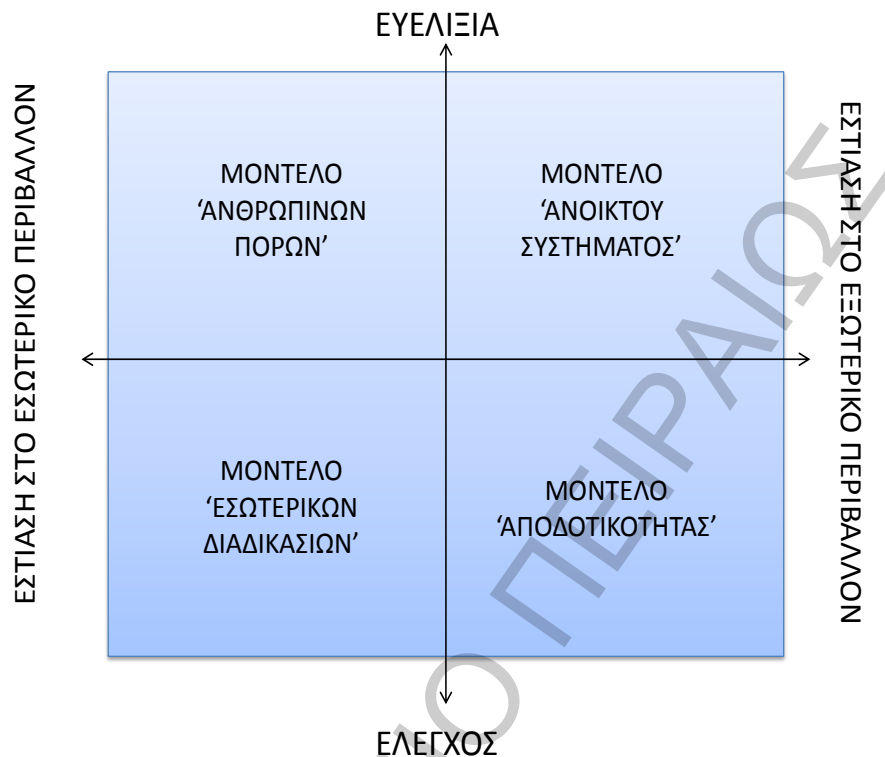 ΕΥΕΛΙΞΙΑ
ΕΣΤΙΑΣΗ ΣΤΟ ΕΣΩΤΕΡΙΚΟ ΠΕΡΙΒΑΛΛΟΝ
ΜΟΝΤΕΛΟ
‘ΑΝΘΡΩΠΙΝΩΝ
ΠΟΡΩΝ’
ΜΟΝΤΕΛΟ
‘ΑΝΟΙΚΤΟΥ
ΣΥΣΤΗΜΑΤΟΣ’
ΕΣΤΙΑΣΗ ΣΤΟ ΕΞΩΤΕΡΙΚΟ ΠΕΡΙΒΑΛΛΟΝ
ΜΟΝΤΕΛΟ
‘ΕΣΩΤΕΡΙΚΩΝ
ΔΙΑΔΙΚΑΣΙΩΝ’
ΜΟΝΤΕΛΟ
‘ΑΠΟΔΟΤΙΚΟΤΗΤΑΣ’
ΕΛΕΓΧΟΣ
ΠΕΙΡΑΙΩΣ